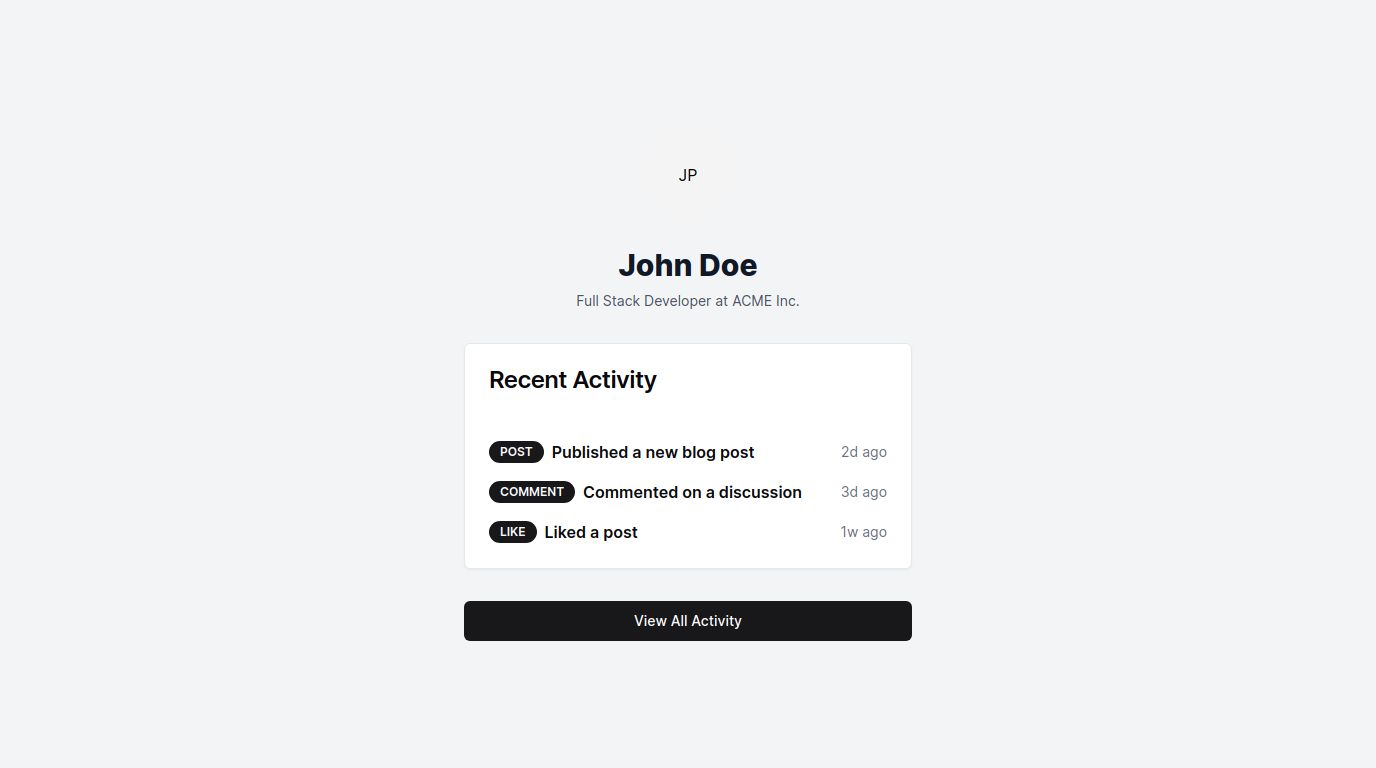 JP
John Doe
Full Stack Developer at ACME Inc.
Recent Activity
POST Published a new blog post 2d ago
COMMENT Commented on a discussion 3d ago
LIKE Liked a post 1w ago
View All Activity